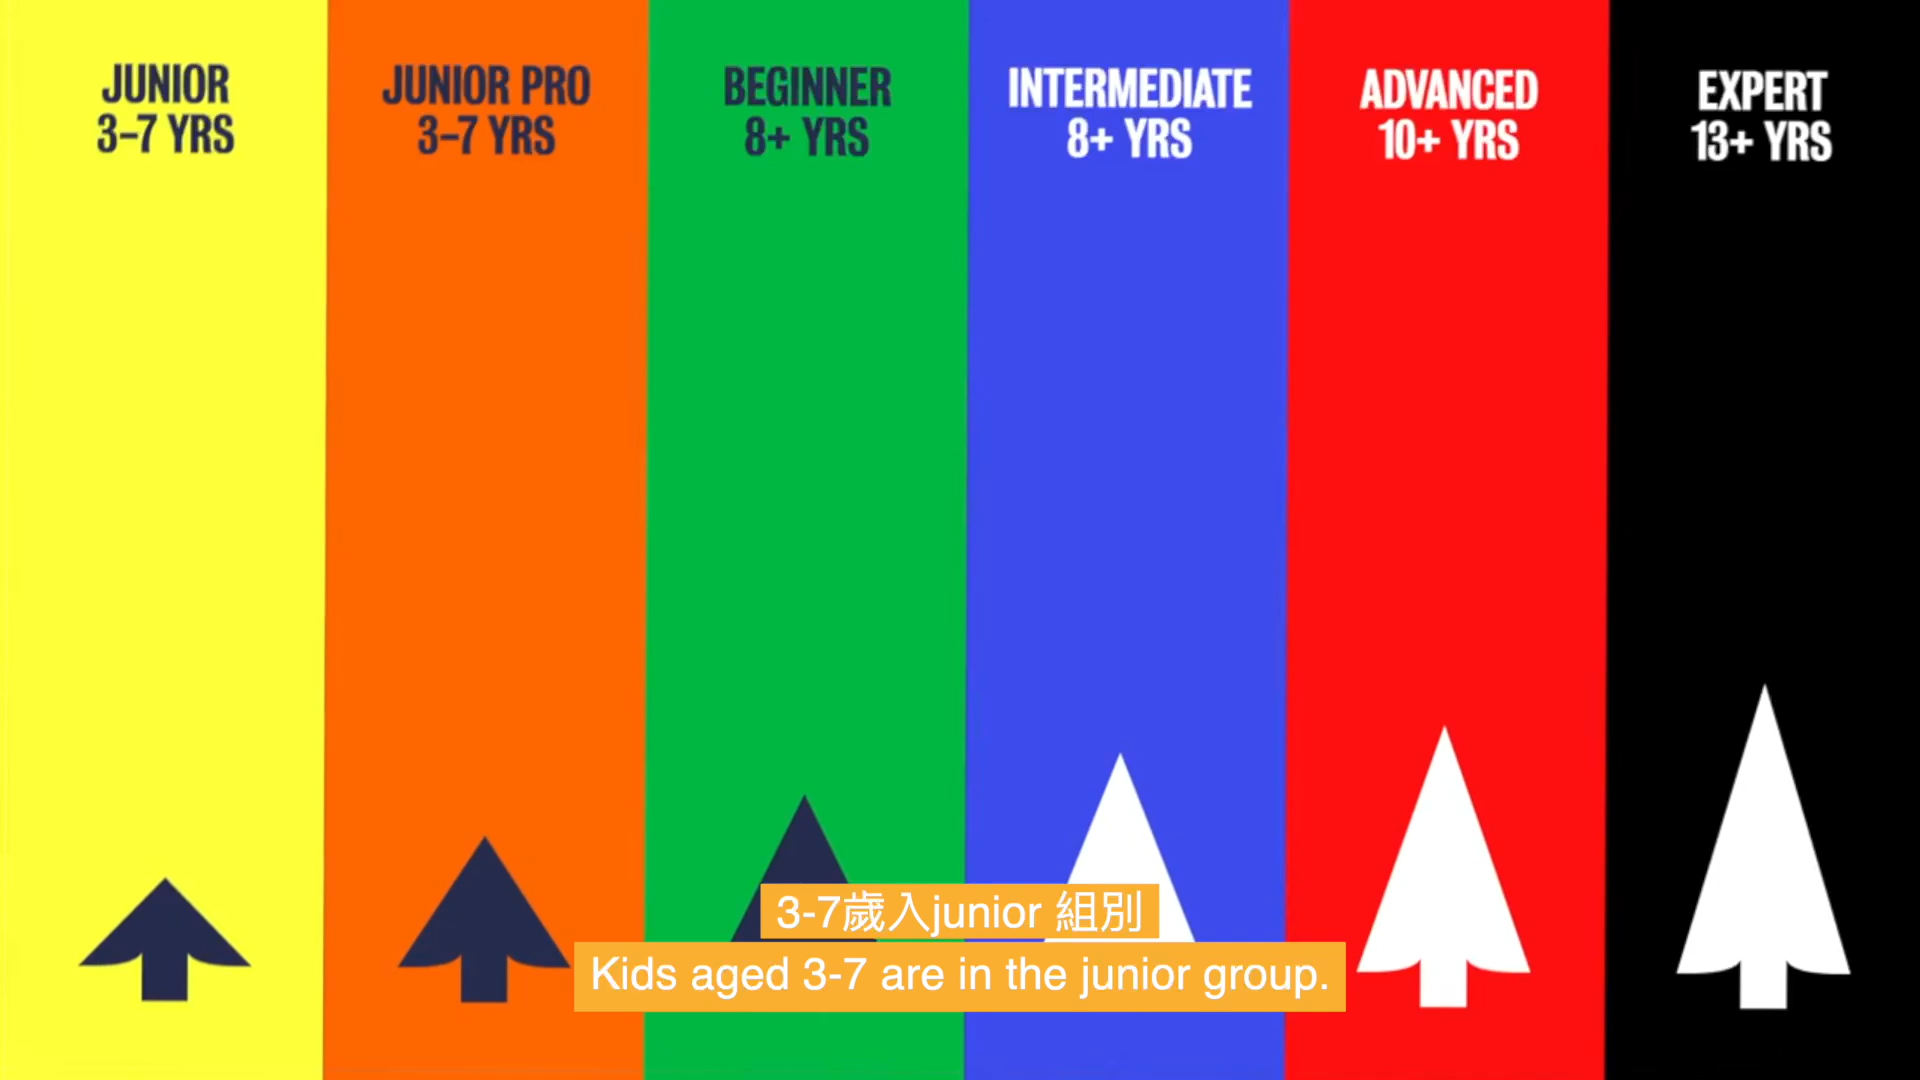 JUNIOR
3–7 YRS
JUNIOR PRO
3–7 YRS
BEGINNER
8+ YRS
INTERMEDIATE
8+ YRS
ADVANCED
10+ YRS
EXPERT
13+ YRS
3-7歲入junior 組別
Kids aged 3-7 are in the junior group.